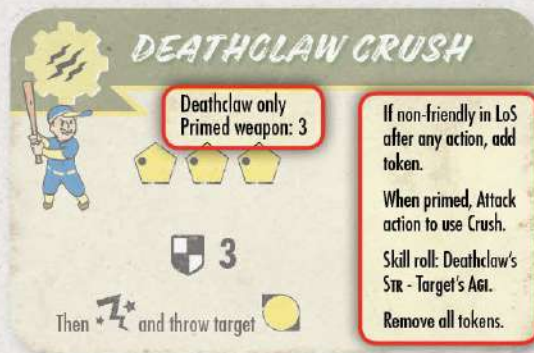 DEATHCLAW CRUSH
Deathclaw only
Primed weapon: 3
3
Then and throw target
If non-friendly in LoS
after any action, add
token.
When primed, Attack
action to use Crush.
Skill roll: Deathclaw's
STR - Target's AGI.
Remove all tokens.